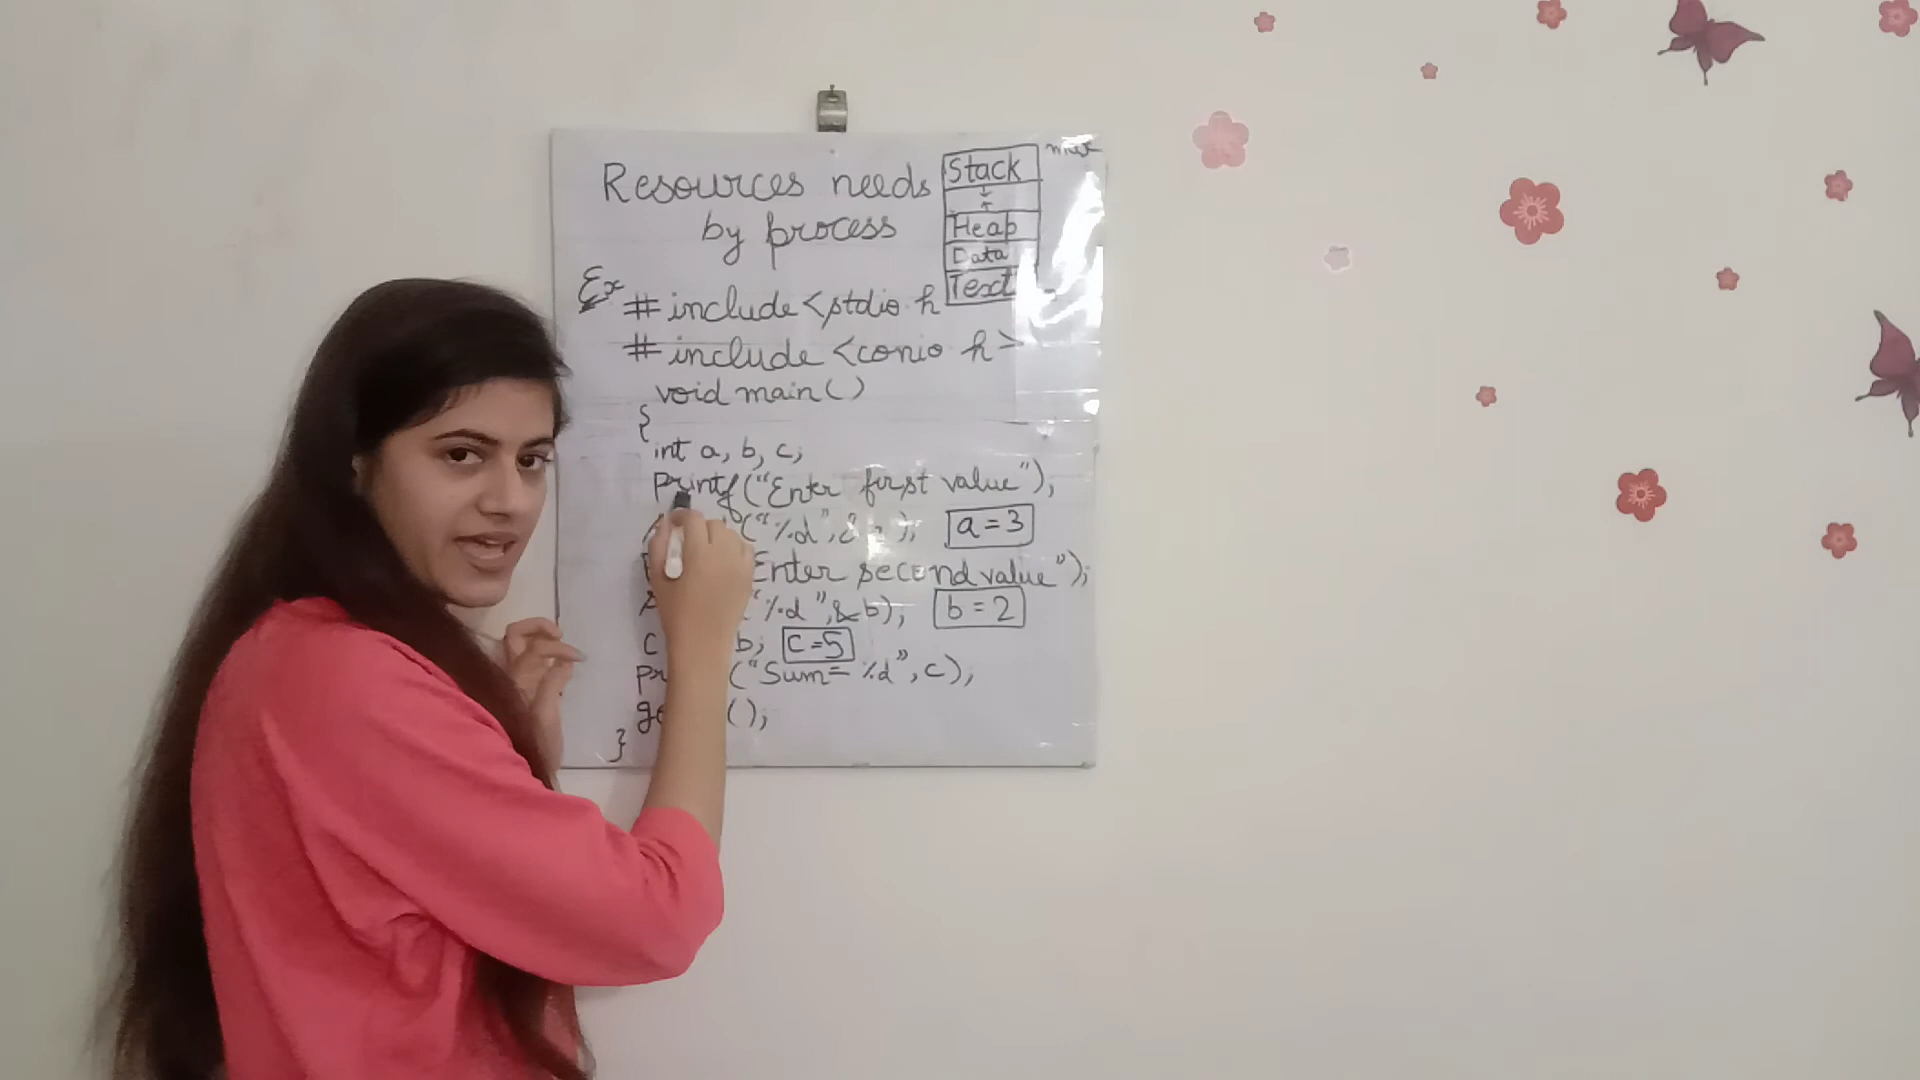 Resources needs
by process
Stack
Heap
Data
Text
Ex
#include <stdio h
#include <conio h>
void main()
{
int a, b, c;
printf("Enter first value");
("%d", &
a = 3
Enter second value");
"%d", & b);
b = 2
c b;
c = 5
("Sum= %d", c);
();
}